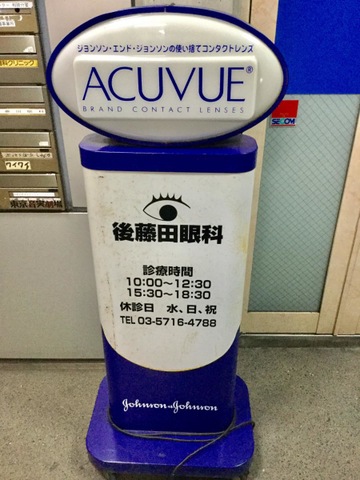 ジョンソン・エンド・ジョンソンの使い捨てコンタクトレンズ
ACUVUE®
BRAND CONTACT LENSES
後藤田眼科
診療時間
10:00〜12:30
15:30〜18:30
休診日 水、日、祝
TEL 03-5716-4788
Johnson & Johnson
SECOM